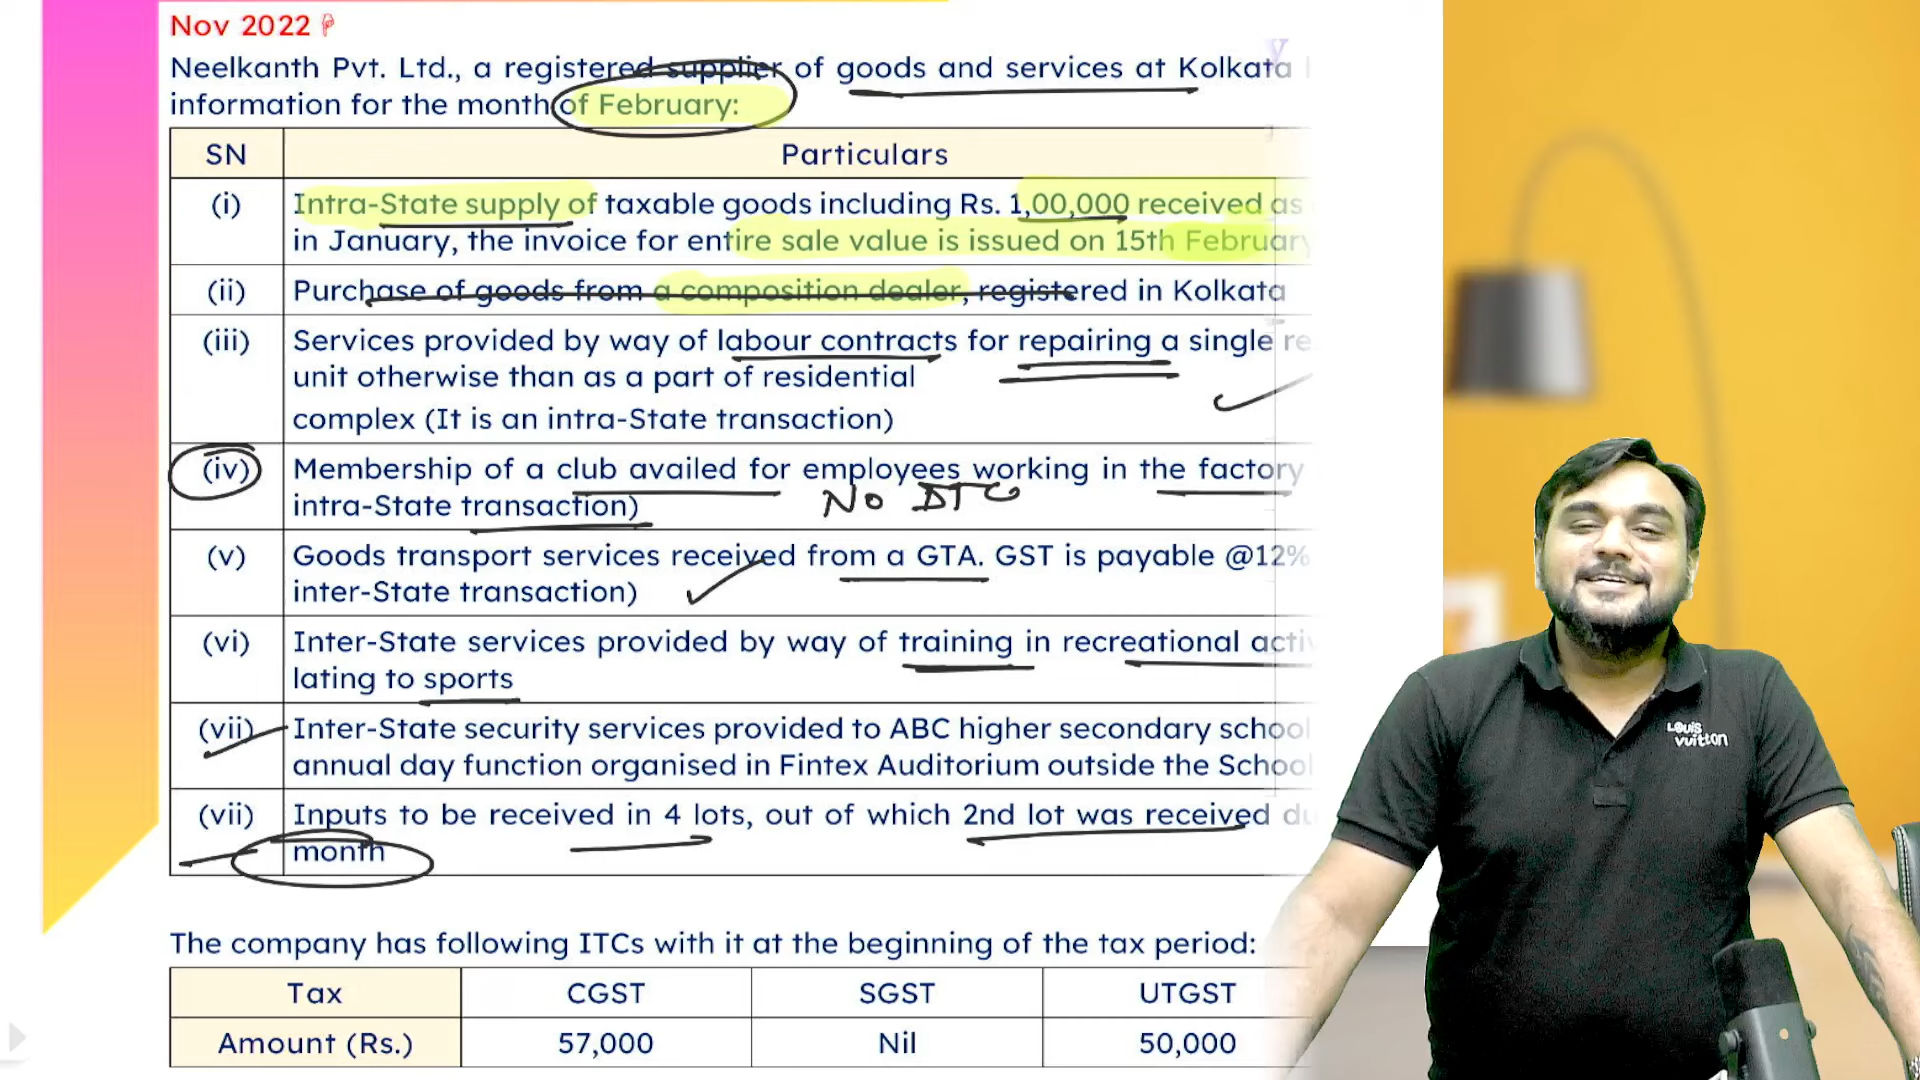 Nov 2022
Neelkanth Pvt. Ltd., a registered supplier of goods and services at Kolkata
information for the month of February:
SN Particulars
(i) Intra-State supply of taxable goods including Rs. 1,00,000 received as
in January, the invoice for entire sale value is issued on 15th February
(ii) Purchase of goods from a composition dealer, registered in Kolkata
(iii) Services provided by way of labour contracts for repairing a single re
unit otherwise than as a part of residential
complex (It is an intra-State transaction)
(iv) Membership of a club availed for employees working in the factory
intra-State transaction) No ITC
(v) Goods transport services received from a GTA. GST is payable @12%
inter-State transaction)
(vi) Inter-State services provided by way of training in recreational acti
lating to sports
(vii) Inter-State security services provided to ABC higher secondary school
annual day function organised in Fintex Auditorium outside the School
(vii) Inputs to be received in 4 lots, out of which 2nd lot was received du
month
The company has following ITCs with it at the beginning of the tax period:
Tax CGST SGST UTGST
Amount (Rs.) 57,000 Nil 50,000
Louis
vuitton